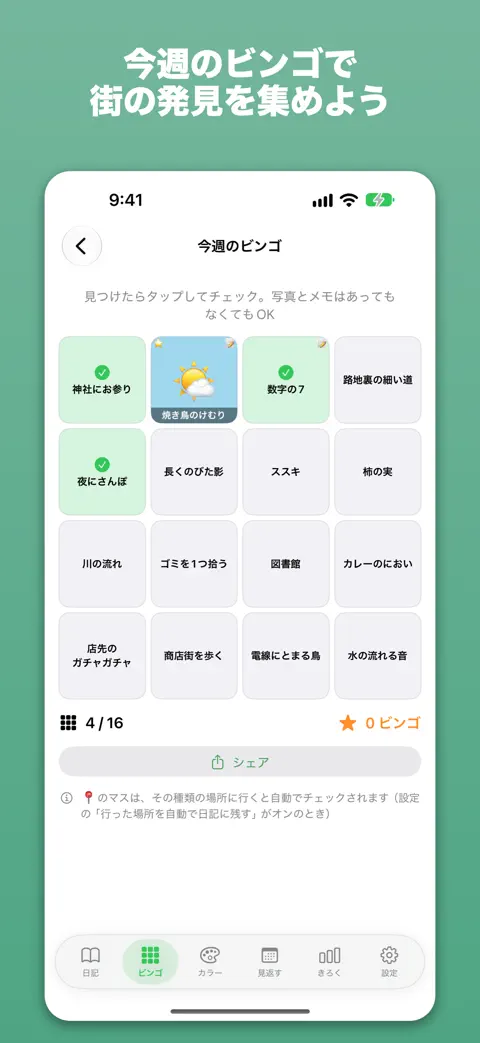 今週のビンゴで
街の発見を集めよう
9:41
今週のビンゴ
見つけたらタップしてチェック。写真とメモはあっても
なくてもOK
神社にお参り
焼き鳥のけむり
数字の7
路地裏の細い道
夜にさんぽ
長くのびた影
ススキ
柿の実
川の流れ
ゴミを1つ拾う
図書館
カレーのにおい
店先の
ガチャガチャ
商店街を歩く
電線にとまる鳥
水の流れる音
4 / 16
0 ビンゴ
シェア
📍のマスは、その種類の場所に行くと自動でチェックされます（設定
の「行った場所を自動で日記に残す」がオンのとき）
日記
ビンゴ
カラー
見返す
きろく
設定